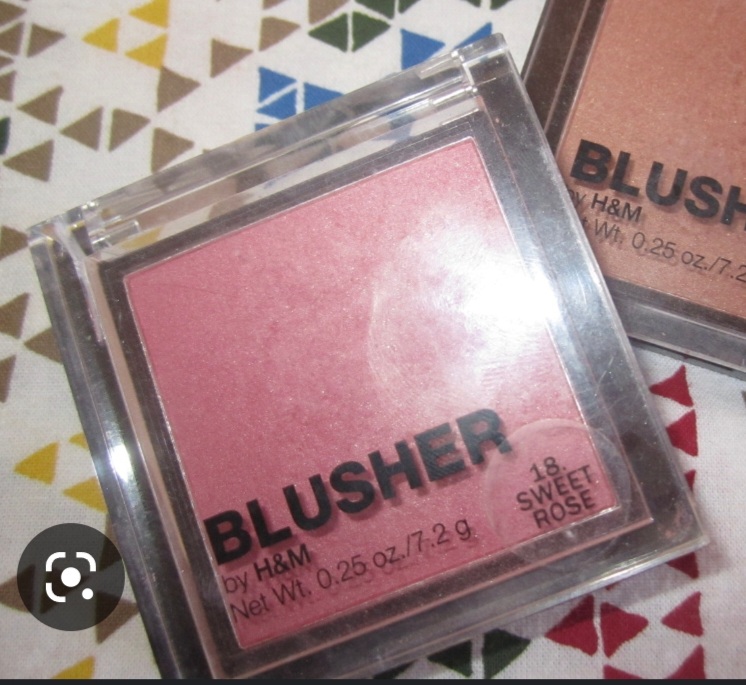 BLUSHER
by H&M
Net Wt. 0.25 oz./7.2 g
18.
SWEET
ROSE
BLUSH
by H&M
Wt. 0.25 oz./7.2